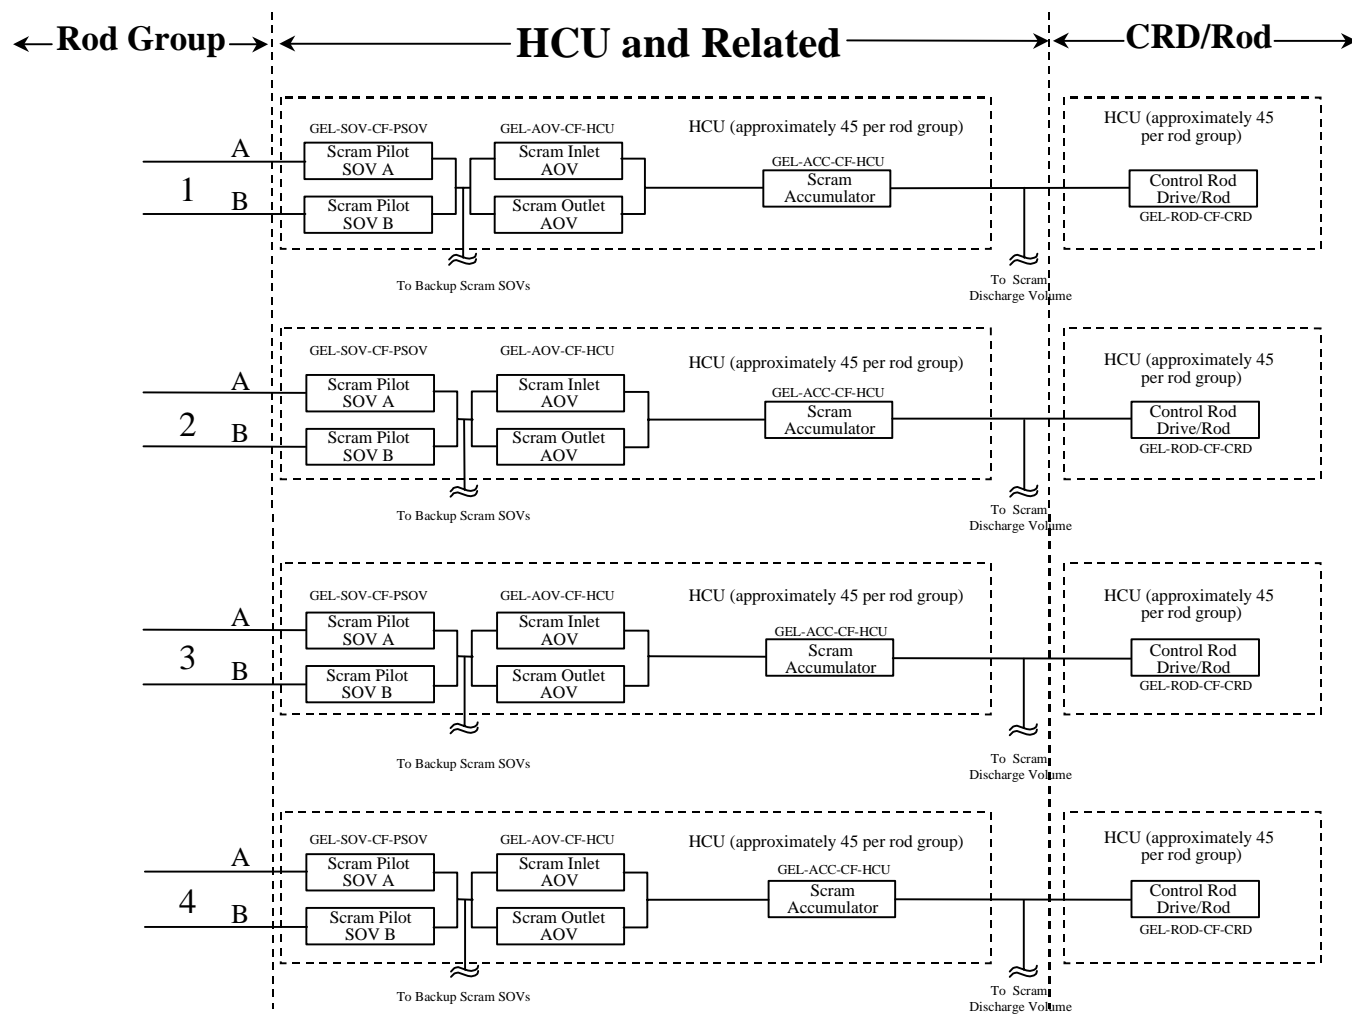 Rod Group
HCU and Related
CRD/Rod
GEL-SOV-CF-PSOV
GEL-AOV-CF-HCU
HCU (approximately 45 per rod group)
HCU (approximately 45
per rod group)
A
1
B
Scram Pilot
SOV A
Scram Pilot
SOV B
Scram Inlet
AOV
Scram Outlet
AOV
GEL-ACC-CF-HCU
Scram
Accumulator
Control Rod
Drive/Rod
GEL-ROD-CF-CRD
To Backup Scram SOVs
To Scram
Discharge Volume
GEL-SOV-CF-PSOV
GEL-AOV-CF-HCU
HCU (approximately 45 per rod group)
HCU (approximately 45
per rod group)
A
2
B
Scram Pilot
SOV A
Scram Pilot
SOV B
Scram Inlet
AOV
Scram Outlet
AOV
GEL-ACC-CF-HCU
Scram
Accumulator
Control Rod
Drive/Rod
GEL-ROD-CF-CRD
To Backup Scram SOVs
To Scram
Discharge Volume
GEL-SOV-CF-PSOV
GEL-AOV-CF-HCU
HCU (approximately 45 per rod group)
HCU (approximately 45
per rod group)
A
3
B
Scram Pilot
SOV A
Scram Pilot
SOV B
Scram Inlet
AOV
Scram Outlet
AOV
GEL-ACC-CF-HCU
Scram
Accumulator
Control Rod
Drive/Rod
GEL-ROD-CF-CRD
To Backup Scram SOVs
To Scram
Discharge Volume
GEL-SOV-CF-PSOV
GEL-AOV-CF-HCU
HCU (approximately 45 per rod group)
HCU (approximately 45
per rod group)
A
4
B
Scram Pilot
SOV A
Scram Pilot
SOV B
Scram Inlet
AOV
Scram Outlet
AOV
GEL-ACC-CF-HCU
Scram
Accumulator
Control Rod
Drive/Rod
GEL-ROD-CF-CRD
To Backup Scram SOVs
To Scram
Discharge Volume